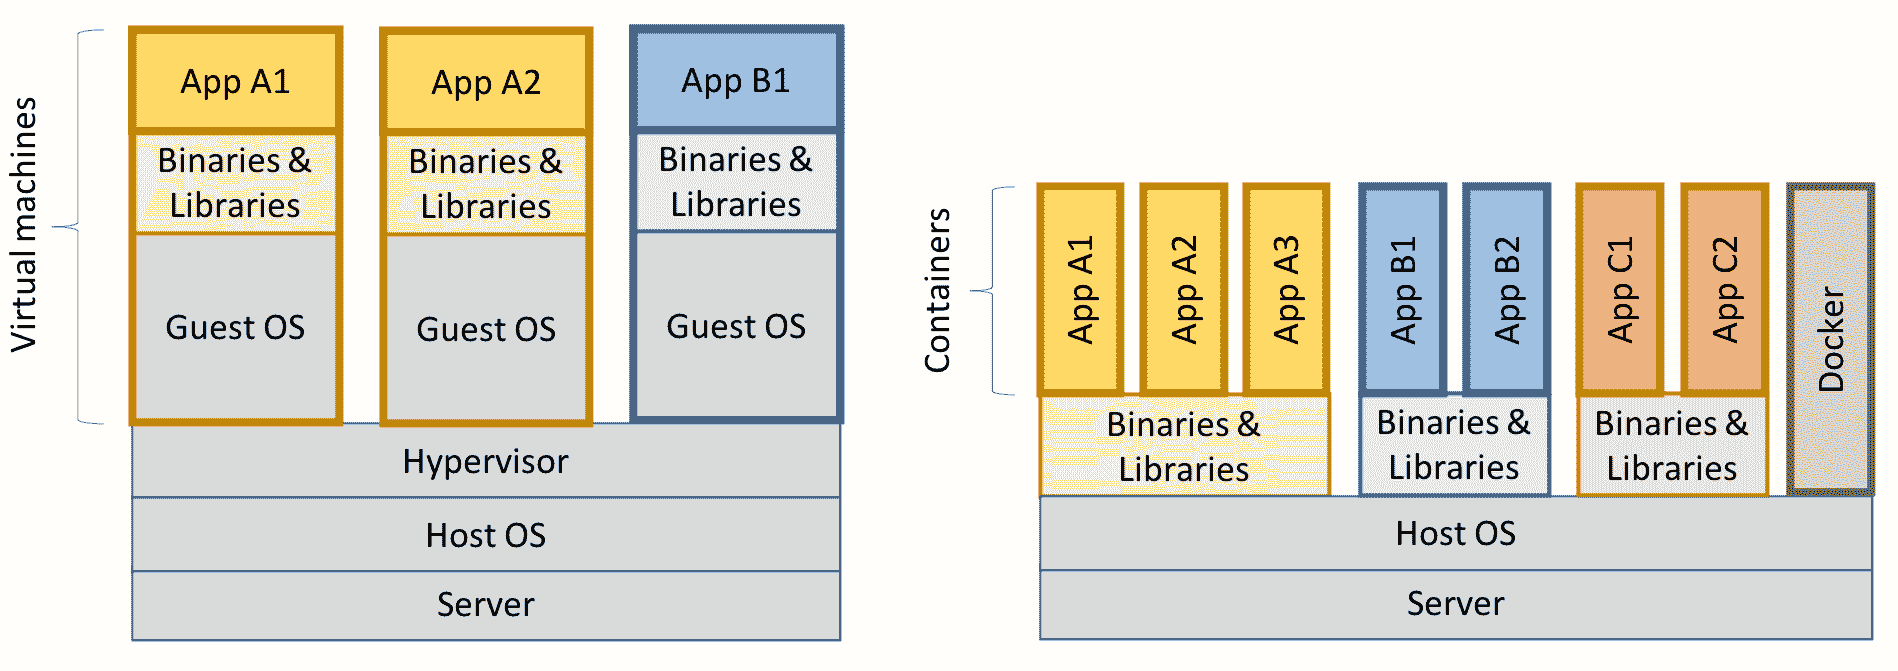 Virtual machines
App A1
Binaries &
Libraries
Guest OS
App A2
Binaries &
Libraries
Guest OS
App B1
Binaries &
Libraries
Guest OS
Hypervisor
Host OS
Server
Containers
App A1
App A2
App A3
Binaries &
Libraries
App B1
App B2
Binaries &
Libraries
App C1
App C2
Binaries &
Libraries
Docker
Host OS
Server